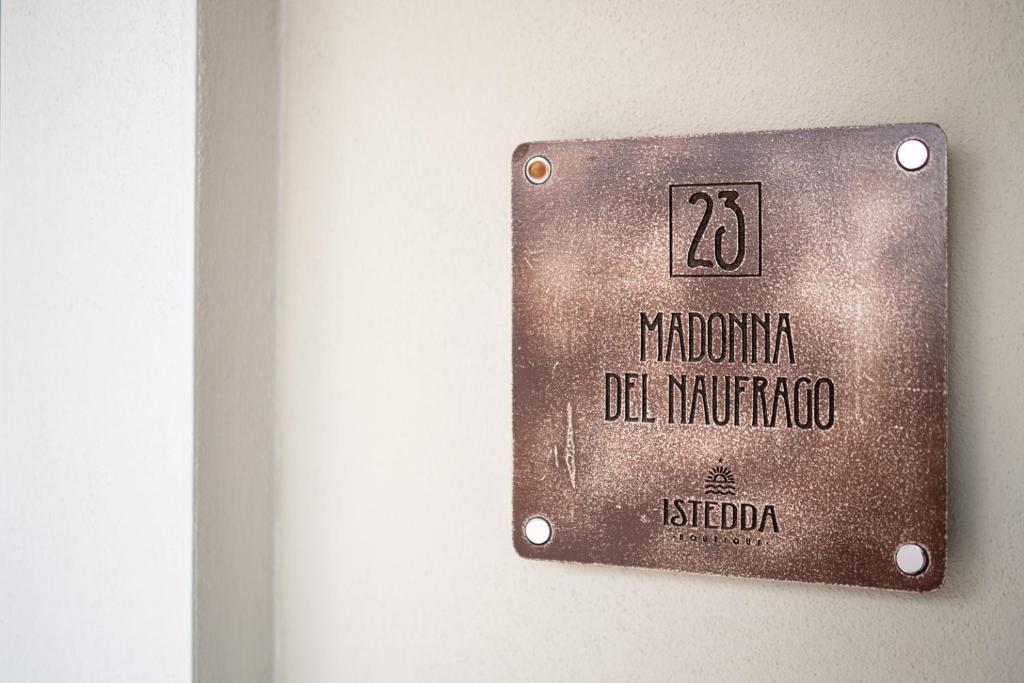 23
MADONNA
DEL NAUFRAGO
ISTEDDA
·BOUTIQUE·